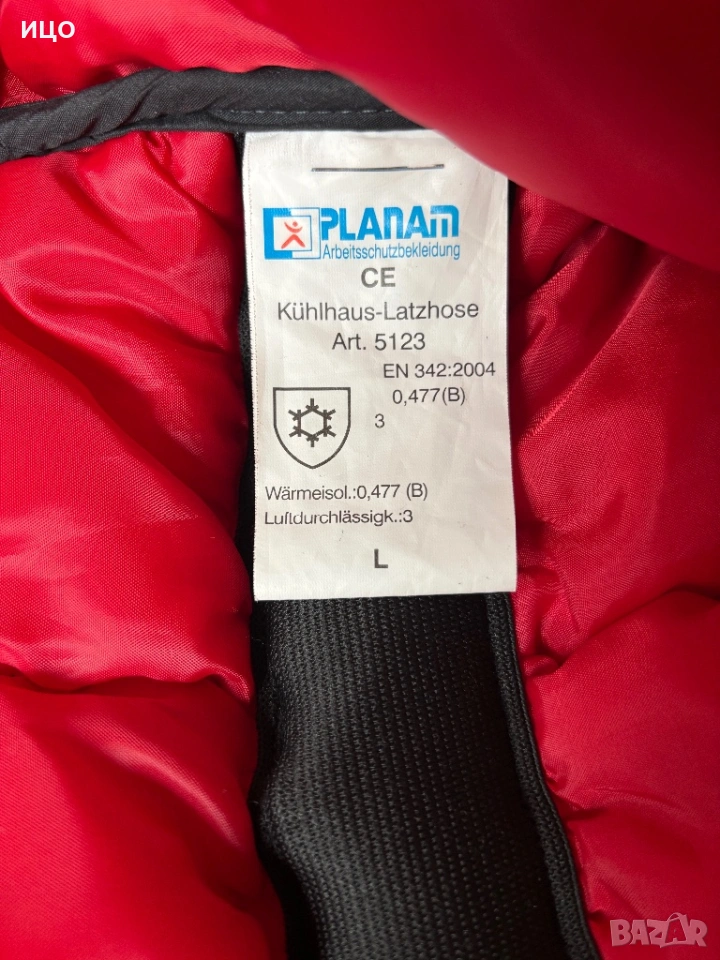 ицо
PLANAM
Arbeitsschutzbekleidung
CE
Kühlhaus-Latzhose
Art. 5123
EN 342:2004
0,477(B)
3
Wärmeisol.:0,477 (B)
Luftdurchlässigk.:3
L
BAZAR